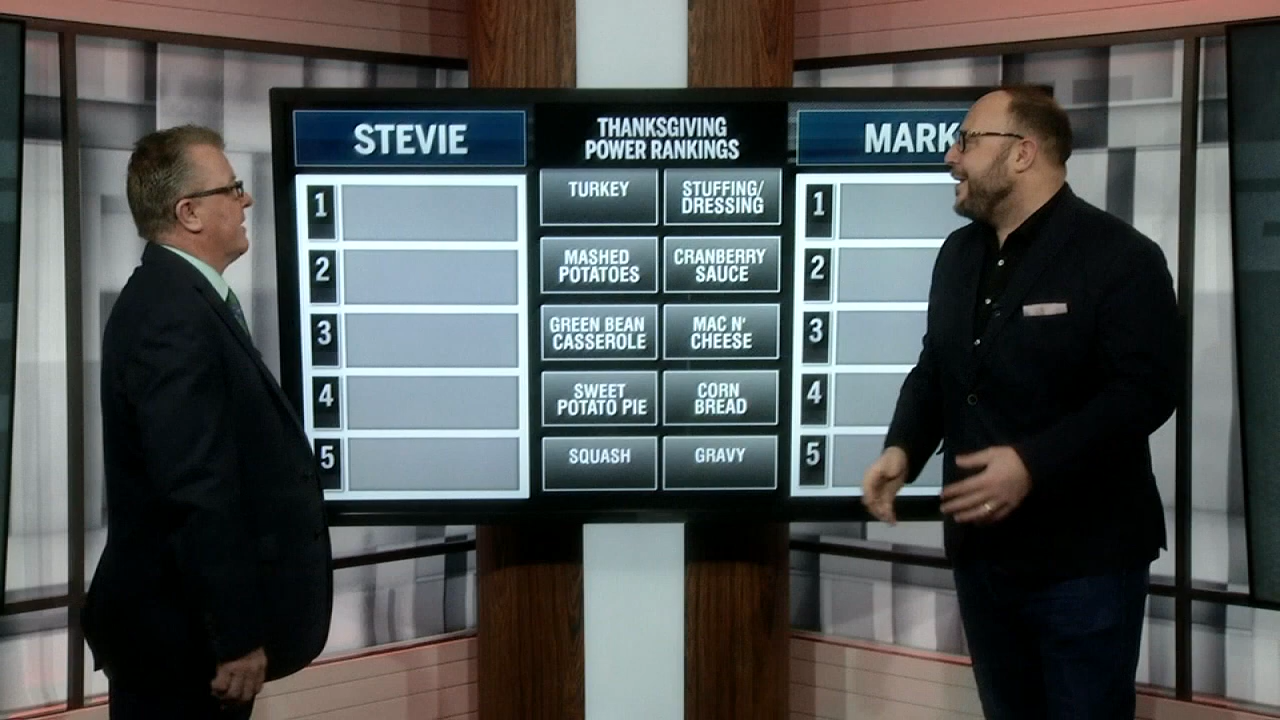 STEVIE
1
2
3
4
5
THANKSGIVING
POWER RANKINGS
TURKEY
STUFFING/
DRESSING
MASHED
POTATOES
CRANBERRY
SAUCE
GREEN BEAN
CASSEROLE
MAC N'
CHEESE
SWEET
POTATO PIE
CORN
BREAD
SQUASH
GRAVY
MARK
1
2
3
4
5